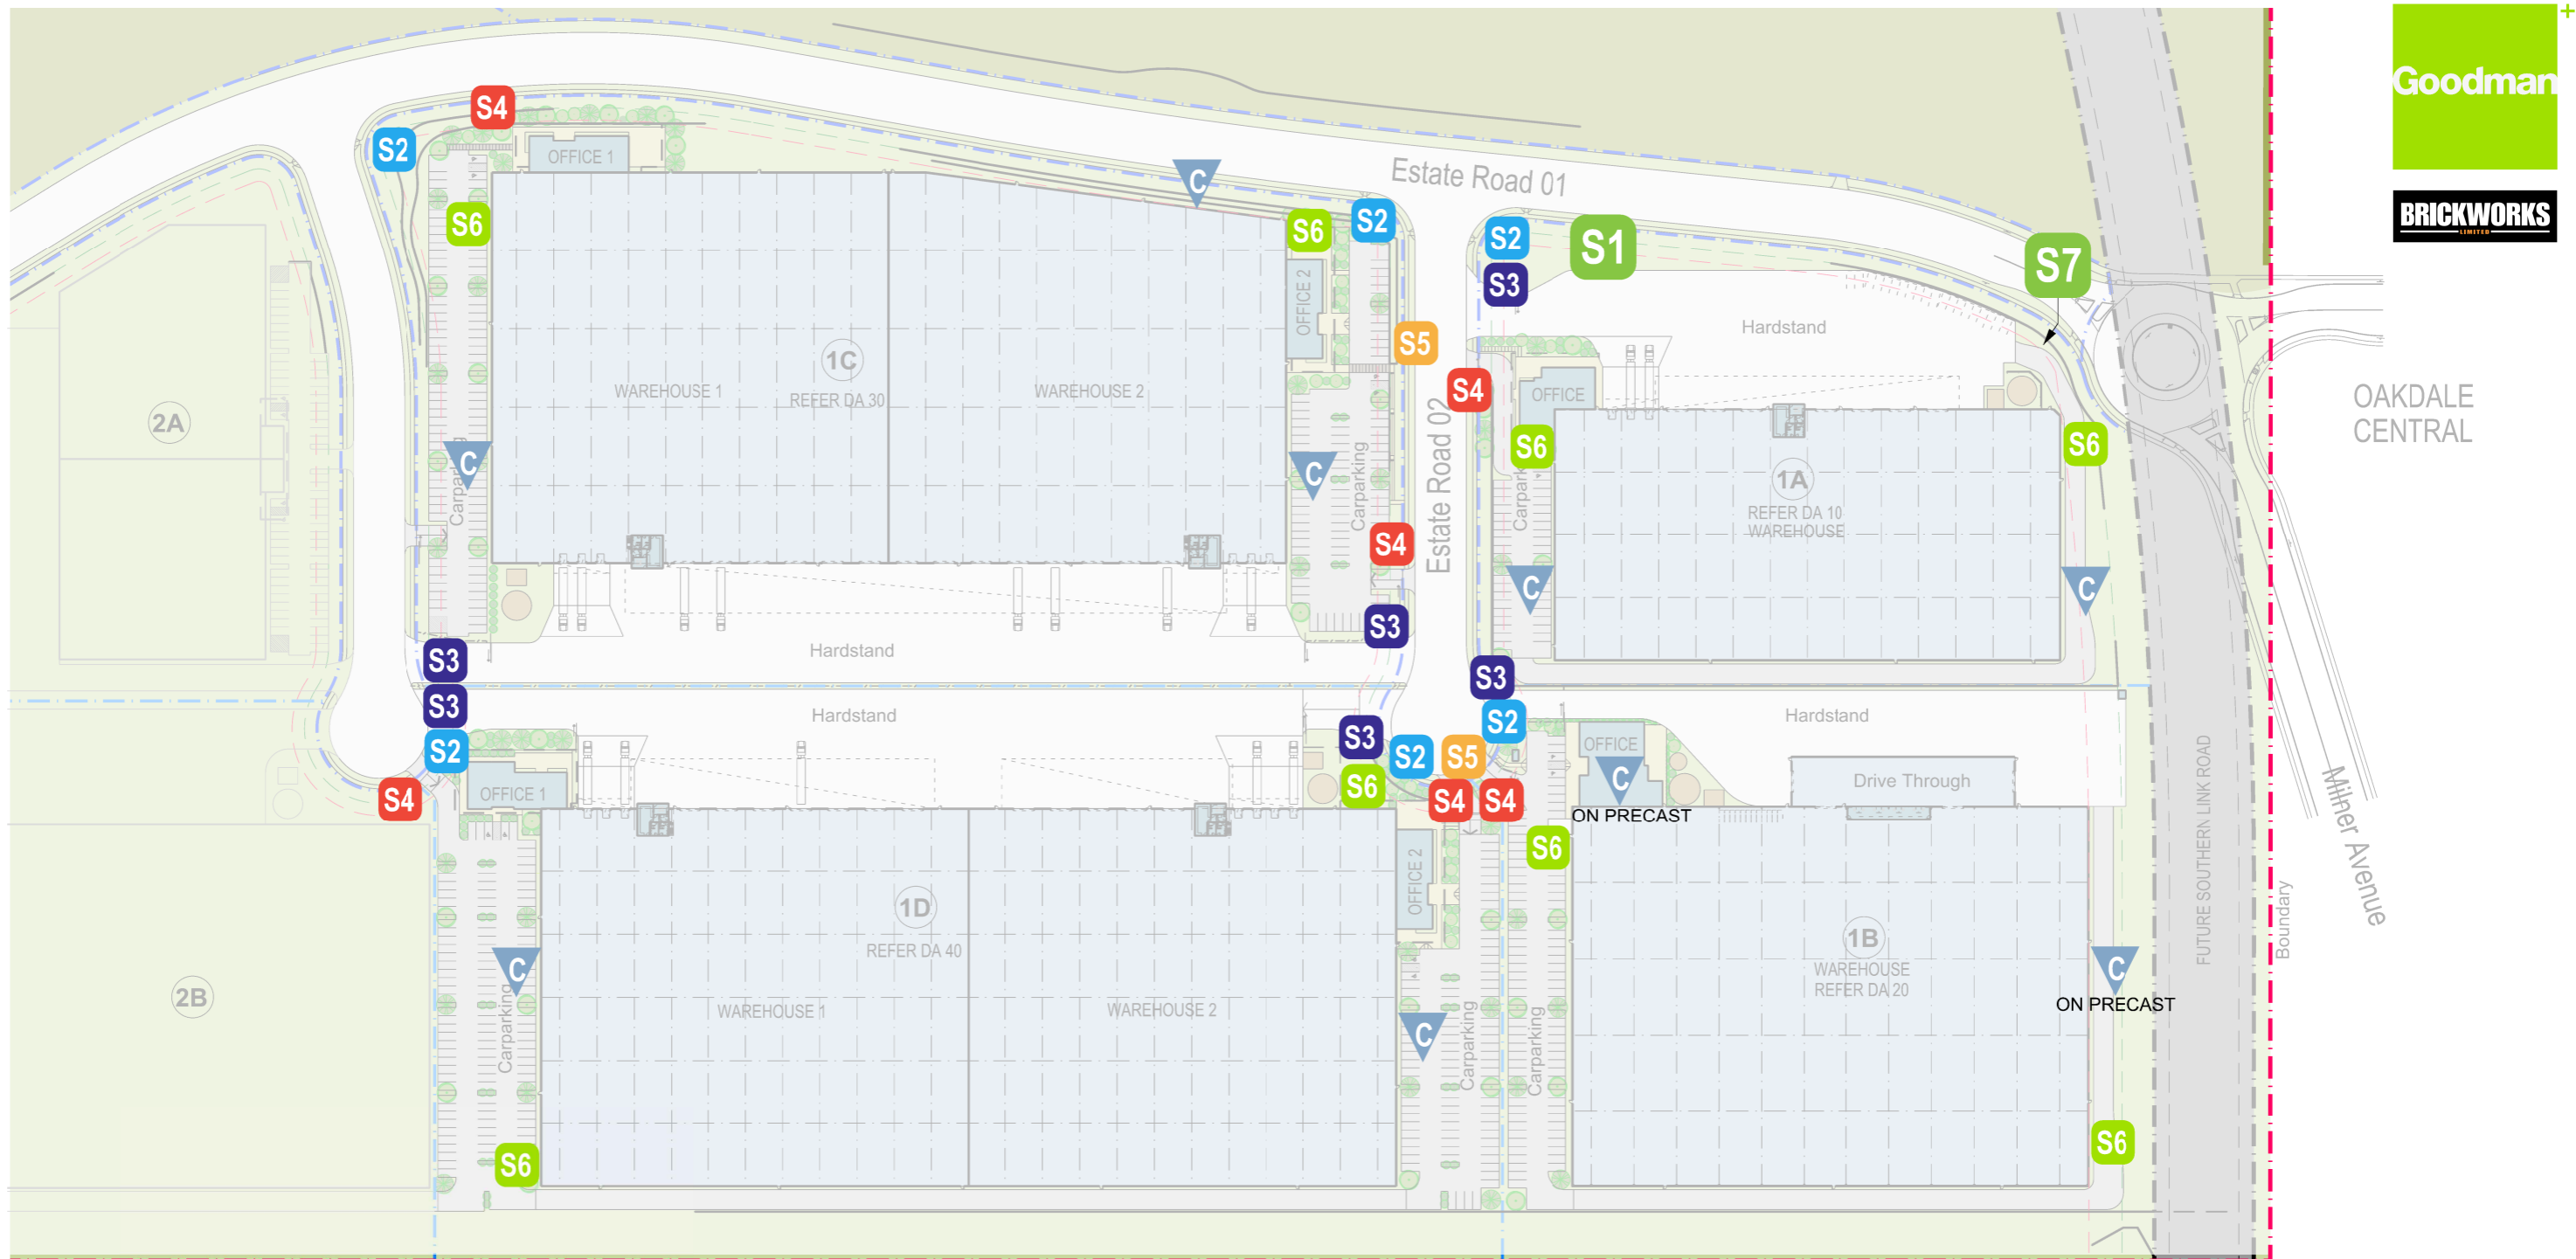 Goodman
+
BRICKWORKS
LIMITED
S4
S2
OFFICE 1
C
Estate Road 01
S6
S6
S2
S2
S1
S7
S3
OFFICE 2
Hardstand
S5
1C
WAREHOUSE 1
REFER DA 30
WAREHOUSE 2
S4
OFFICE
OAKDALE
CENTRAL
2A
Estate Road 02
S6
S6
C
Carparking
C
Carparking
Carpark
1A
REFER DA 10
WAREHOUSE
S4
C
C
S3
Hardstand
S3
S3
S3
Hardstand
S2
S3
S2
S5
S2
Hardstand
OFFICE
C
ON PRECAST
Drive Through
S4
OFFICE 1
S6
S4
S4
S6
OFFICE 2
FUTURE SOUTHERN LINK ROAD
Boundary
Milner Avenue
1D
REFER DA 40
1B
WAREHOUSE
REFER DA 20
C
ON PRECAST
2B
C
Carparking
WAREHOUSE 1
WAREHOUSE 2
C
Carparking
Carparking
S6
S6